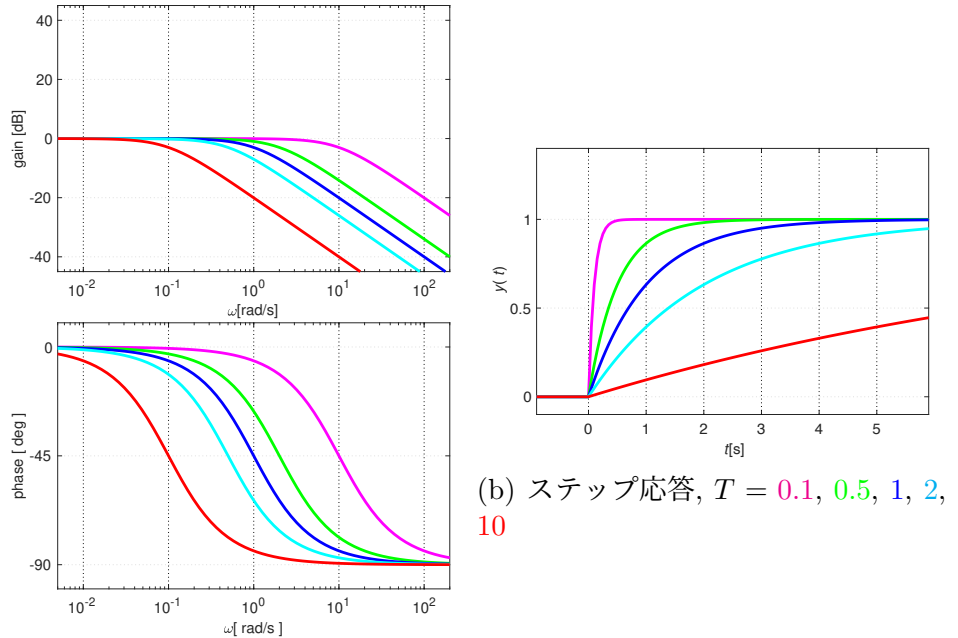 40
20
0
-20
-40
gain [dB]
10^-2 10^-1 10^0 10^1 10^2
ω[rad/s]
0
-45
-90
phase [ deg ]
10^-2 10^-1 10^0 10^1 10^2
ω[ rad/s ]
1
0.5
0
y( t)
0 1 2 3 4 5
t[s]
(b) ステップ応答, T = 0.1, 0.5, 1, 2,
10